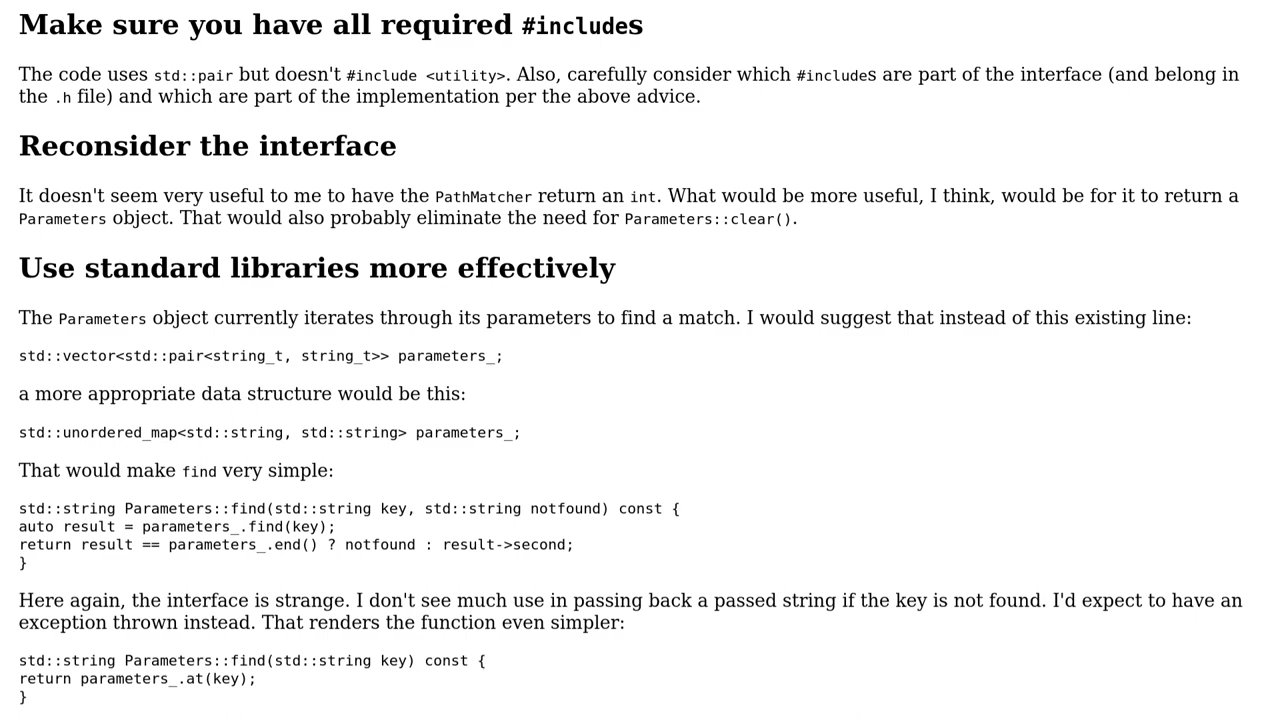 Make sure you have all required #includes
The code uses std::pair but doesn't #include <utility>. Also, carefully consider which #includes are part of the interface (and belong in
the .h file) and which are part of the implementation per the above advice.
Reconsider the interface
It doesn't seem very useful to me to have the PathMatcher return an int. What would be more useful, I think, would be for it to return a
Parameters object. That would also probably eliminate the need for Parameters::clear().
Use standard libraries more effectively
The Parameters object currently iterates through its parameters to find a match. I would suggest that instead of this existing line:
std::vector<std::pair<string_t, string_t>> parameters_;
a more appropriate data structure would be this:
std::unordered_map<std::string, std::string> parameters_;
That would make find very simple:
std::string Parameters::find(std::string key, std::string notfound) const {
auto result = parameters_.find(key);
return result == parameters_.end() ? notfound : result->second;
}
Here again, the interface is strange. I don't see much use in passing back a passed string if the key is not found. I'd expect to have an
exception thrown instead. That renders the function even simpler:
std::string Parameters::find(std::string key) const {
return parameters_.at(key);
}